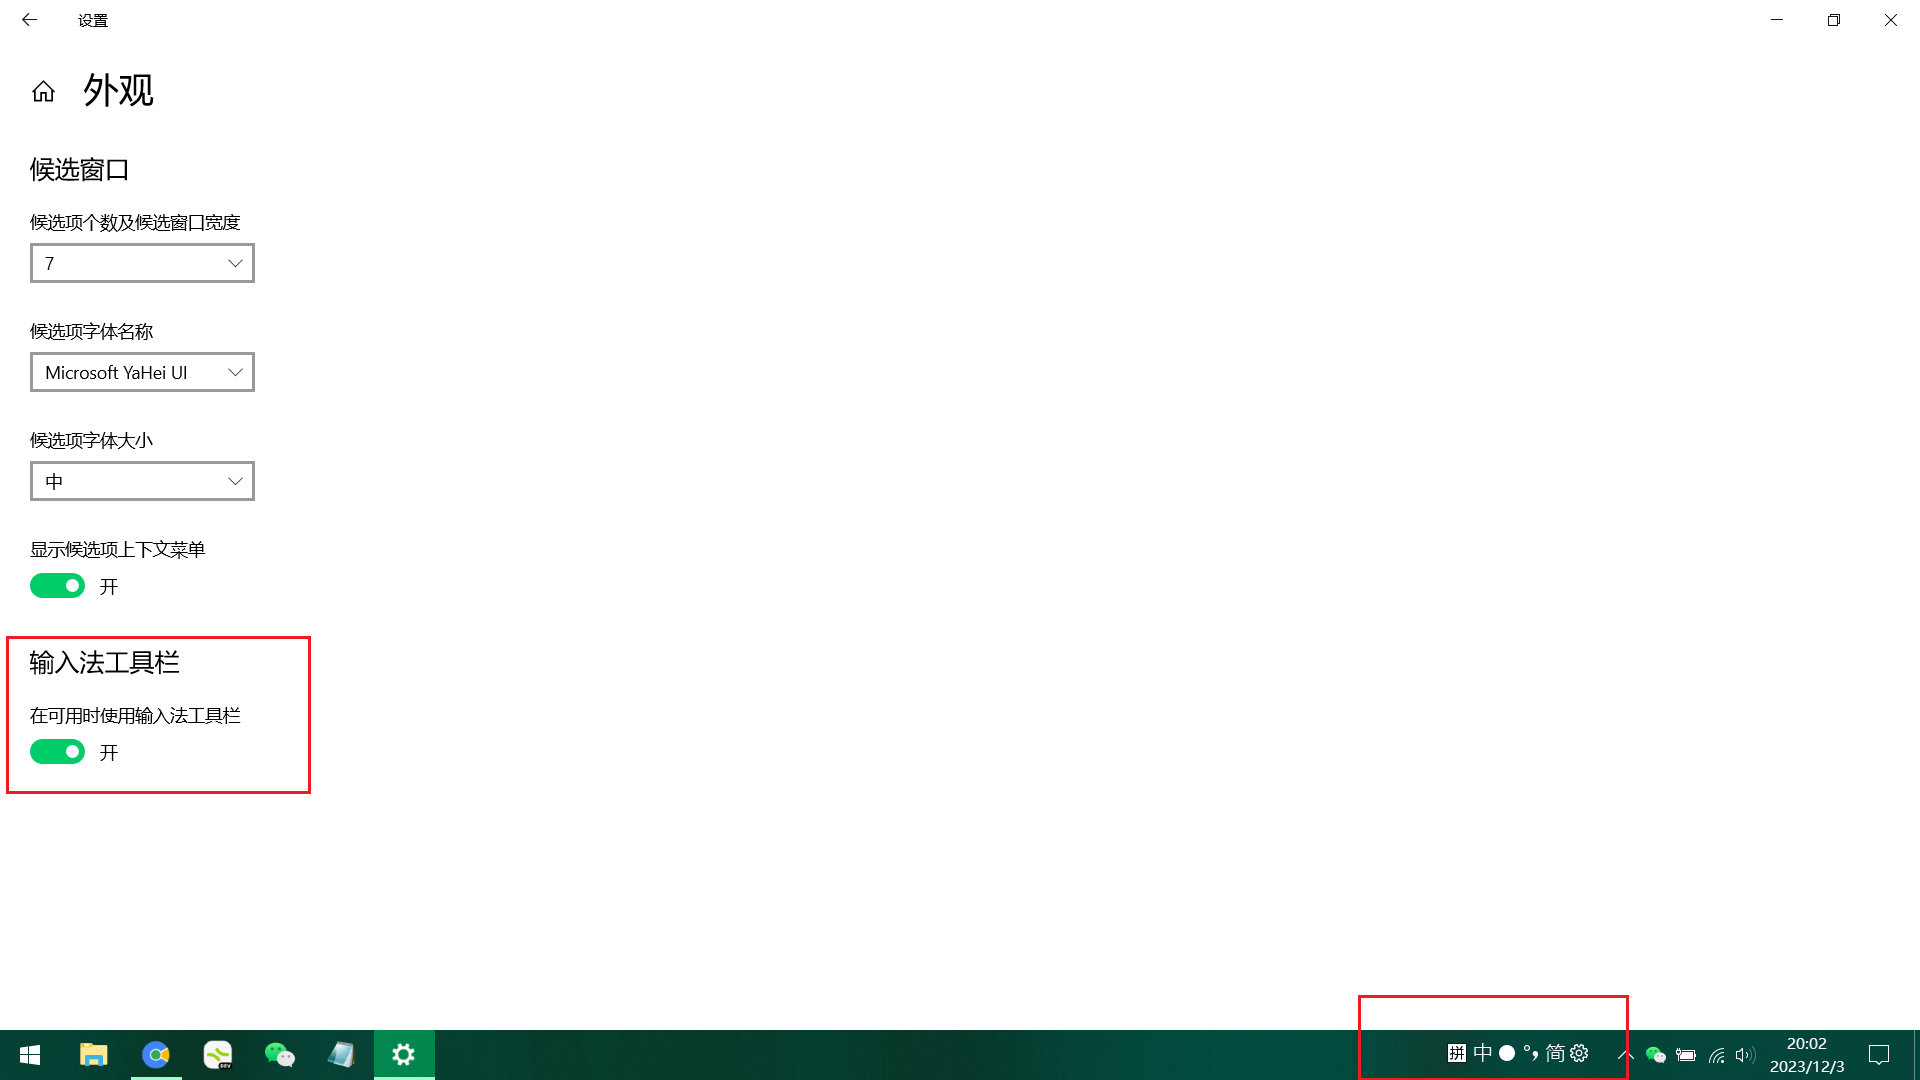 设置
外观
候选窗口
候选项个数及候选窗口宽度
7
候选项字体名称
Microsoft YaHei UI
候选项字体大小
中
显示候选项上下文菜单
开
输入法工具栏
在可用时使用输入法工具栏
开
拼 中 °, 简
20:02
2023/12/3
DEV